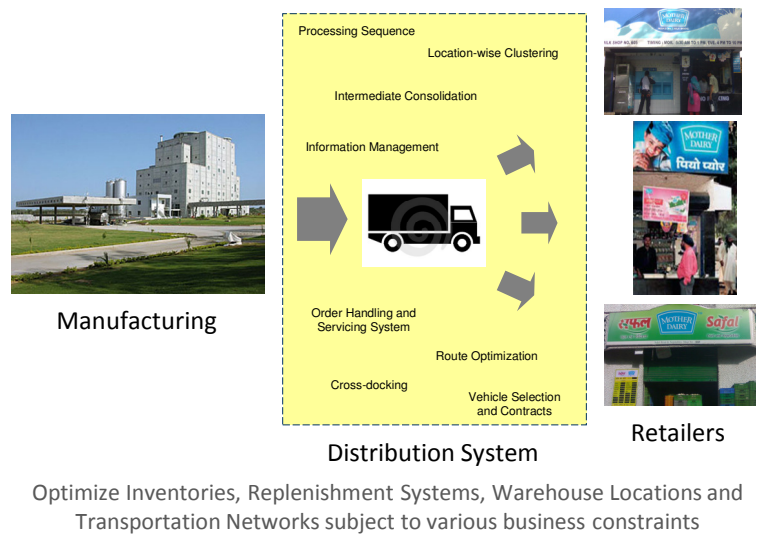 Processing Sequence
Location-wise Clustering
Intermediate Consolidation
Information Management
Order Handling and
Servicing System
Route Optimization
Cross-docking
Vehicle Selection
and Contracts
Manufacturing
Distribution System
MOTHER
DAIRY
MOTHER
DAIRY
पियो प्योर
सफल
MOTHER
DAIRY
Safal
Retailers
Optimize Inventories, Replenishment Systems, Warehouse Locations and
Transportation Networks subject to various business constraints